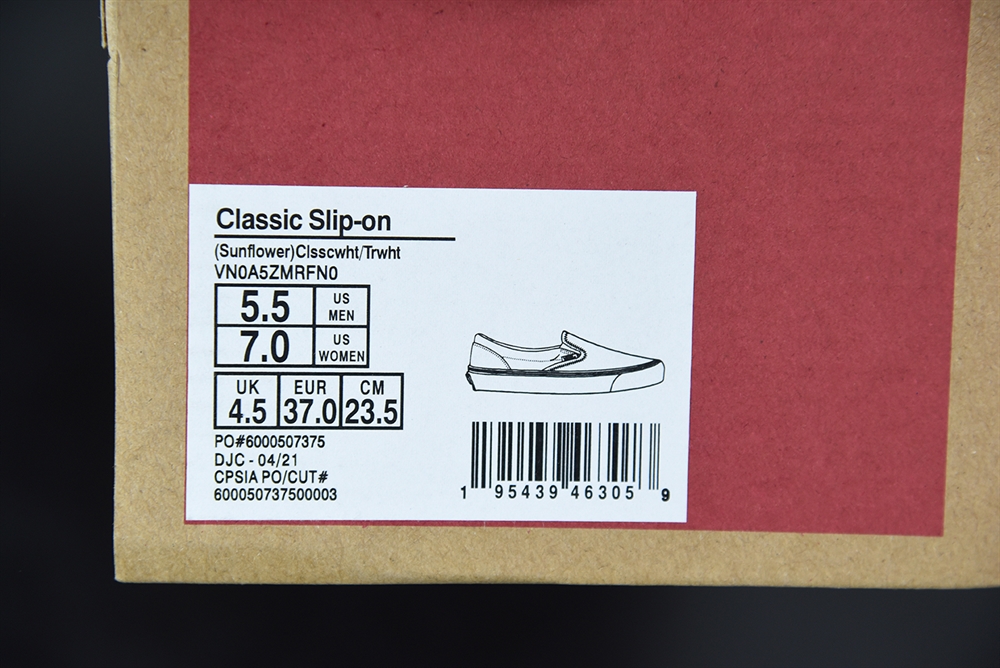 Classic Slip-on
(Sunflower)Clsscwht/Trwht
VN0A5ZMRFN0
5.5 US MEN
7.0 US WOMEN
UK EUR CM
4.5 37.0 23.5
PO#6000507375
DJC - 04/21
CPSIA PO/CUT#
600050737500003
1 95439 46305 9